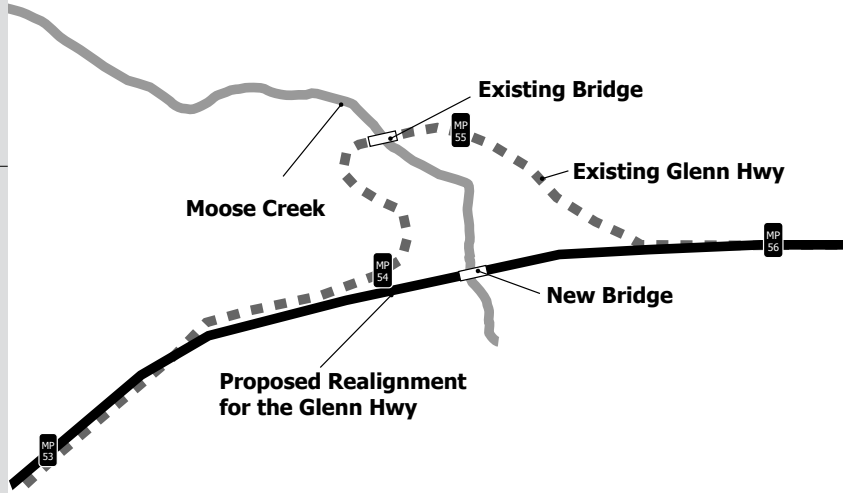 Existing Bridge
MP
55
Existing Glenn Hwy
Moose Creek
MP
56
MP
54
New Bridge
Proposed Realignment
for the Glenn Hwy
MP
53